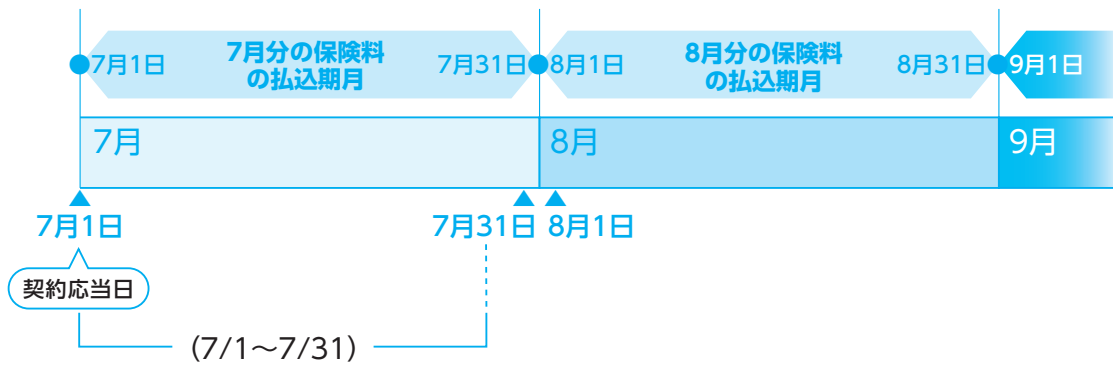 7月1日
7月分の保険料
の払込期月
7月31日
8月1日
8月分の保険料
の払込期月
8月31日
9月1日
7月
8月
9月
7月1日
7月31日
8月1日
契約応当日
(7/1～7/31)